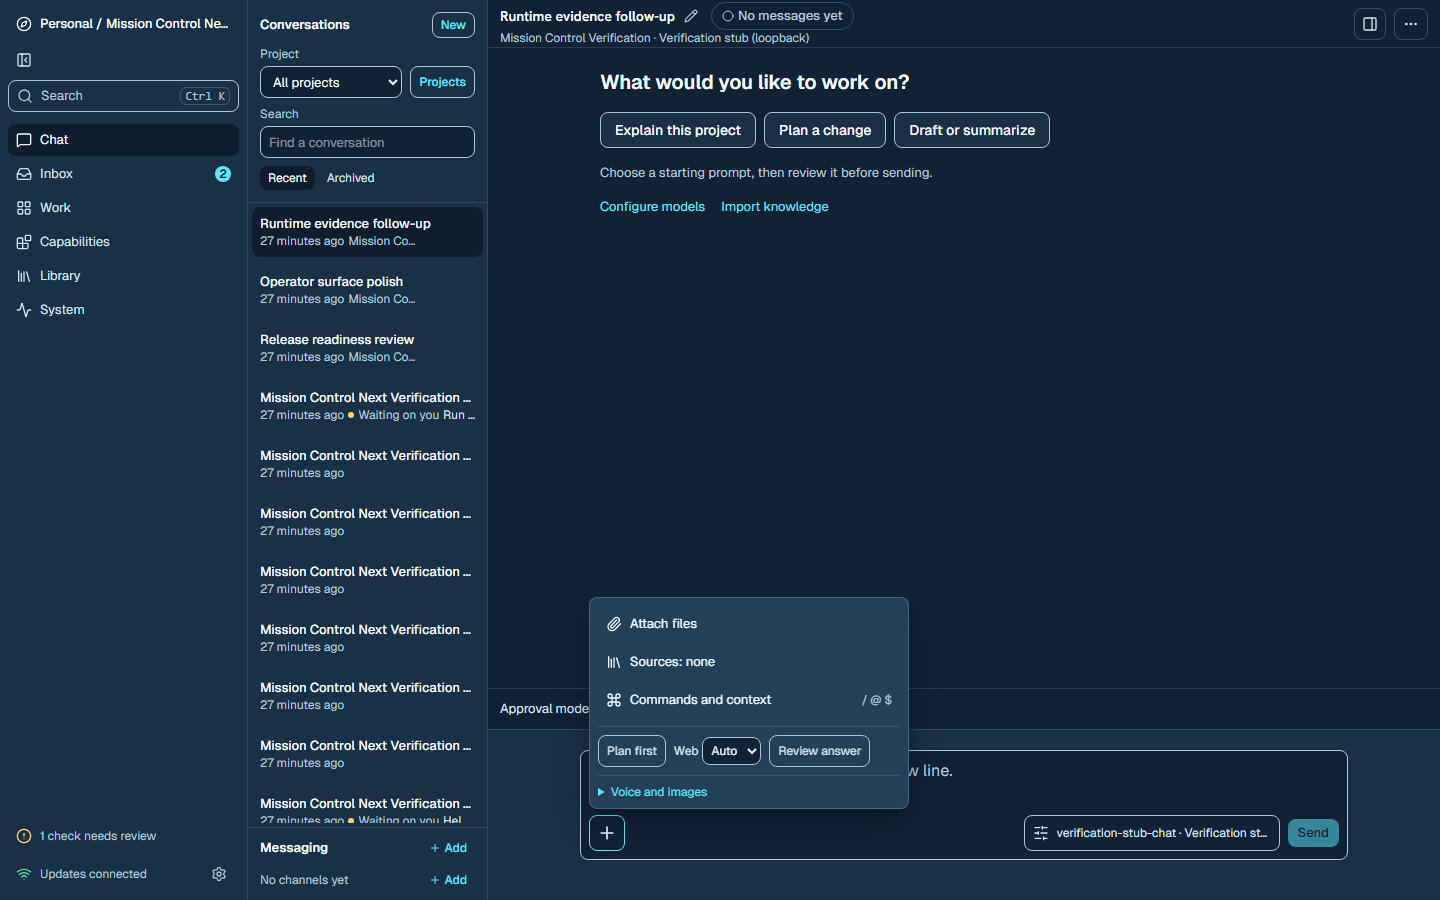 Personal / Mission Control Ne...
Search Ctrl K
Chat
Inbox 2
Work
Capabilities
Library
System
1 check needs review
Updates connected
Conversations New
Project
All projects Projects
Search
Find a conversation
Recent Archived
Runtime evidence follow-up
27 minutes ago Mission Co...
Operator surface polish
27 minutes ago Mission Co...
Release readiness review
27 minutes ago Mission Co...
Mission Control Next Verification ...
27 minutes ago Waiting on you Run ...
Mission Control Next Verification ...
27 minutes ago
Mission Control Next Verification ...
27 minutes ago
Mission Control Next Verification ...
27 minutes ago
Mission Control Next Verification ...
27 minutes ago
Mission Control Next Verification ...
27 minutes ago
Mission Control Next Verification ...
27 minutes ago
Mission Control Next Verification ...
27 minutes ago Waiting on you Hel
Messaging + Add
No channels yet + Add
Runtime evidence follow-up No messages yet
Mission Control Verification · Verification stub (loopback)
What would you like to work on?
Explain this project Plan a change Draft or summarize
Choose a starting prompt, then review it before sending.
Configure models Import knowledge
Attach files
Sources: none
Commands and context / @ $
Approval mode
Plan first Web Auto Review answer
w line.
Voice and images
verification-stub-chat · Verification st... Send